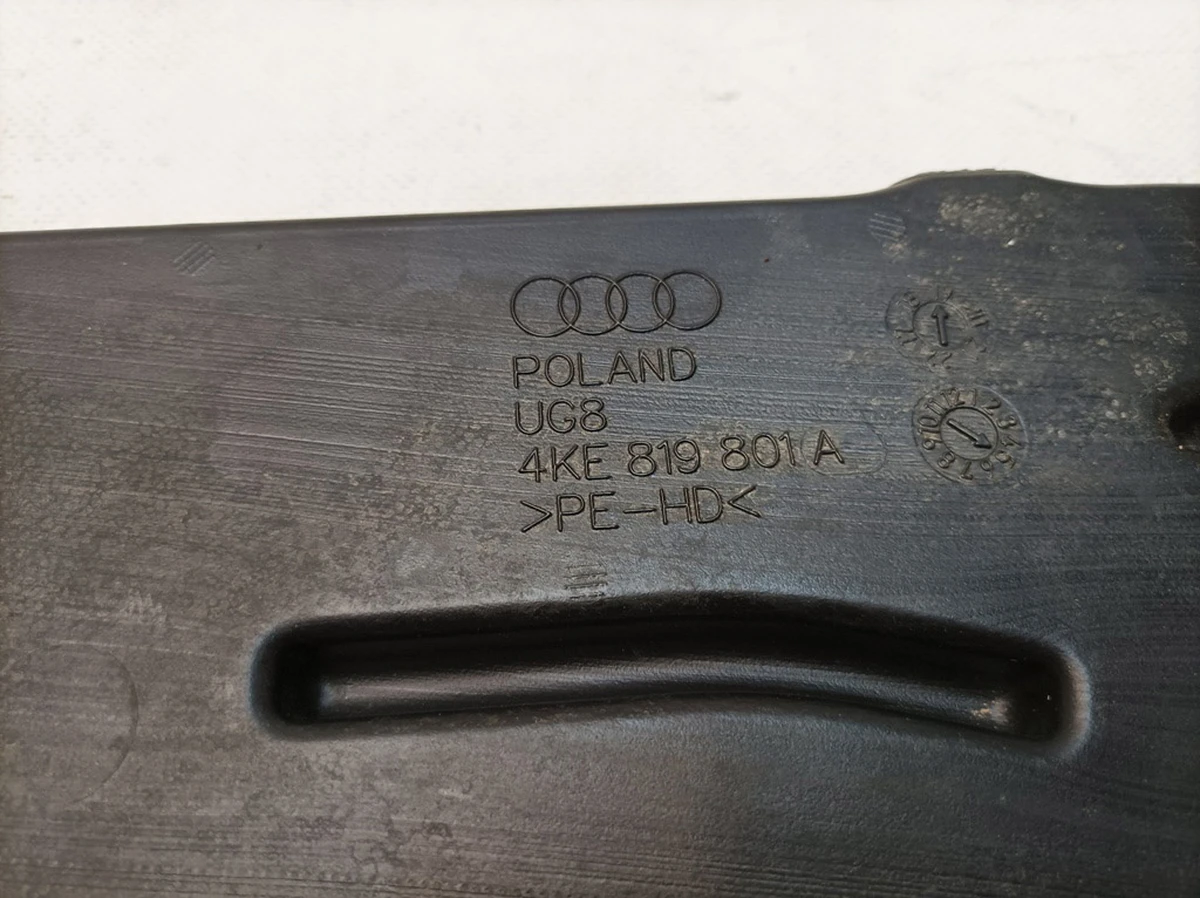 POLAND
UG8
4KE 819 801 A
>PE-HD<